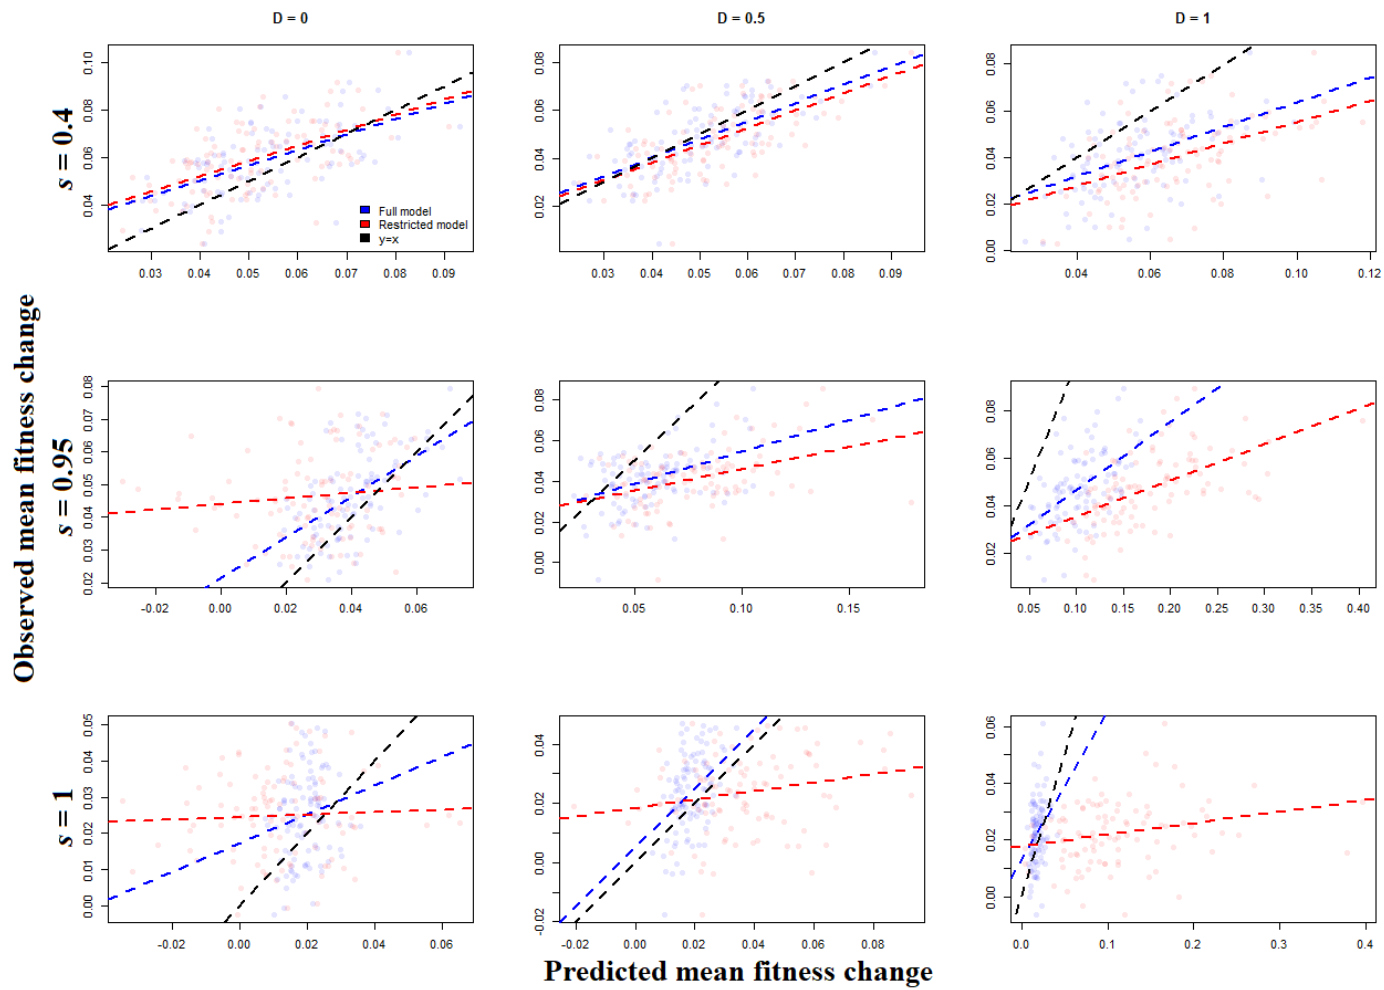 D = 0 D = 0.5 D = 1
s = 0.4
0.04 0.06 0.08 0.10
0.03 0.04 0.05 0.06 0.07 0.08 0.09
Full model
Restricted model
y=x
0.02 0.04 0.06 0.08
0.03 0.04 0.05 0.06 0.07 0.08 0.09
0.00 0.02 0.04 0.06 0.08
0.04 0.06 0.08 0.10 0.12
Observed mean fitness change
s = 0.95
0.02 0.03 0.04 0.05 0.06 0.07 0.08
-0.02 0.00 0.02 0.04 0.06
0.00 0.02 0.04 0.06 0.08
0.05 0.10 0.15
0.02 0.04 0.06 0.08
0.05 0.10 0.15 0.20 0.25 0.30 0.35 0.40
s = 1
0.00 0.01 0.02 0.03 0.04 0.05
-0.02 0.00 0.02 0.04 0.06
-0.02 0.00 0.02 0.04
-0.02 0.00 0.02 0.04 0.06 0.08
0.00 0.02 0.04 0.06
0.0 0.1 0.2 0.3 0.4
Predicted mean fitness change